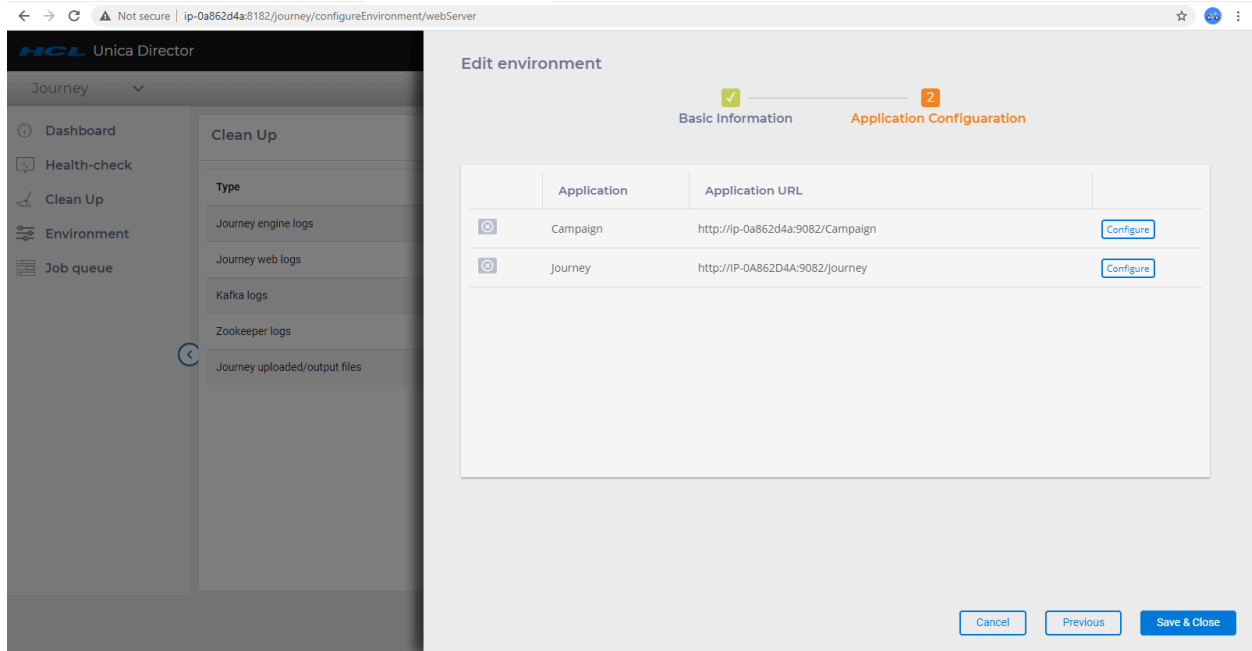 Not secure | ip-0a862d4a:8182/journey/configureEnvironment/webServer
HCL Unica Director
Journey
Dashboard
Health-check
Clean Up
Environment
Job queue
Clean Up
Type
Journey engine logs
Journey web logs
Kafka logs
Zookeeper logs
Journey uploaded/output files
Edit environment
2
Basic Information Application Configuaration
Application Application URL
Campaign http://ip-0a862d4a:9082/Campaign Configure
Journey http://IP-0A862D4A:9082/journey Configure
Cancel Previous Save & Close